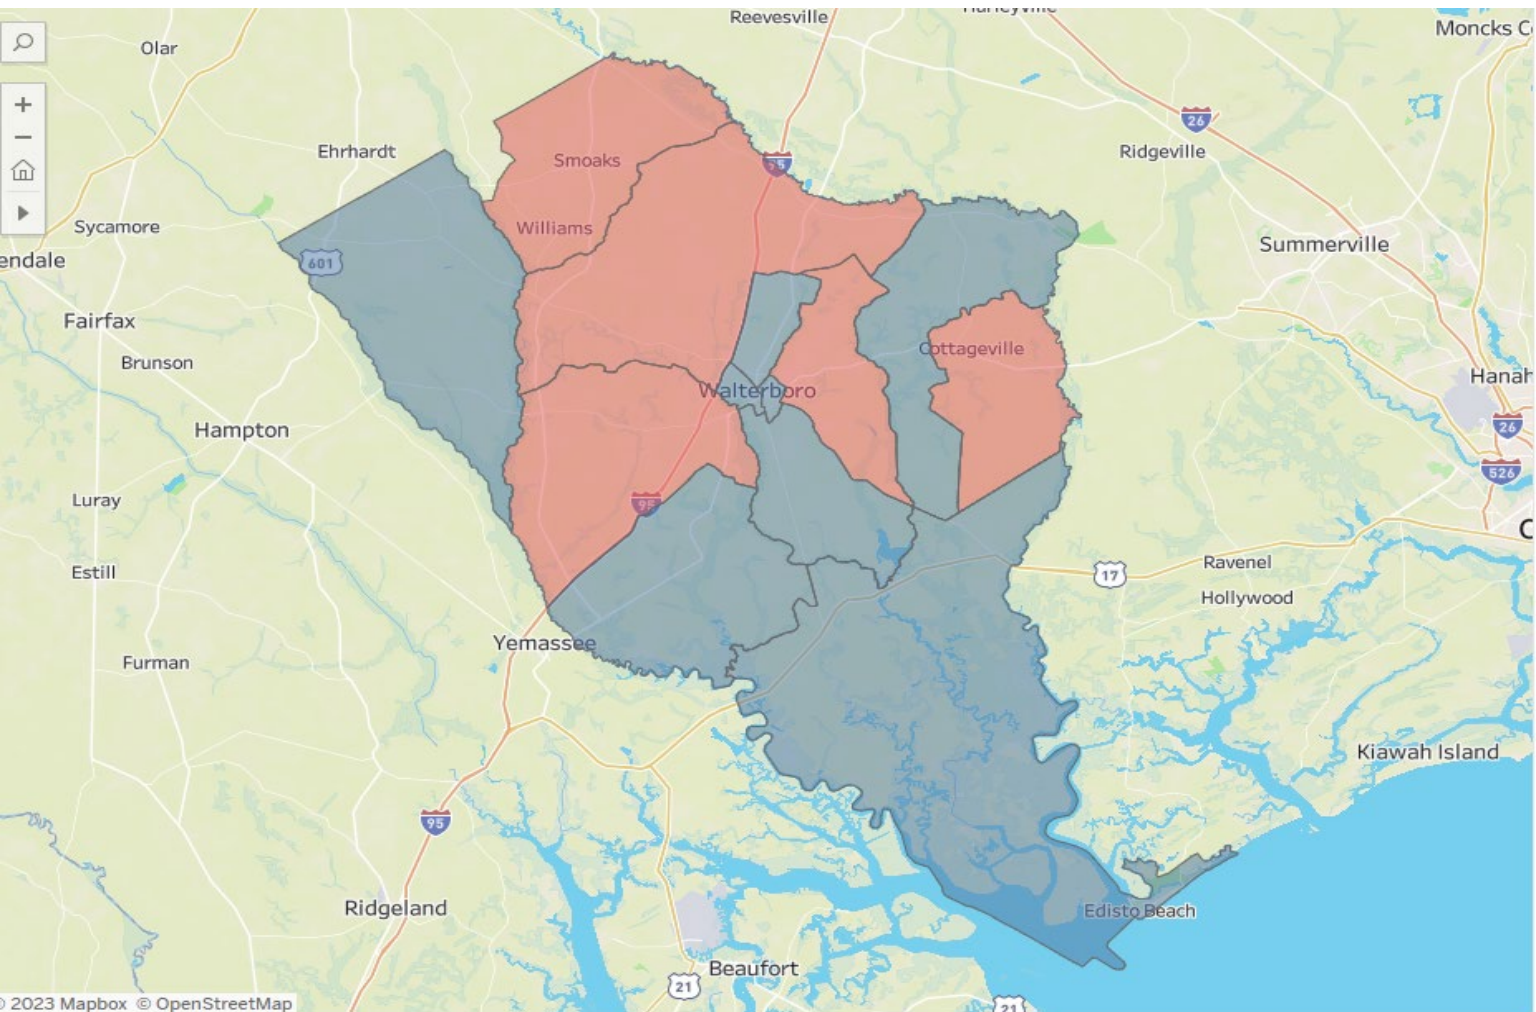 Reevesville
Olar
Ehrhardt
Smoaks
26
Ridgeville
95
Sycamore
Williams
Summerville
endale
601
Fairfax
Cottageville
Brunson
Walterboro
Hanah
Hampton
26
526
Luray
95
C
Estill
17
Ravenel
Hollywood
Yemassee
Furman
Kiawah Island
95
Ridgeland
Edisto Beach
Beaufort
21
21
2023 Mapbox © OpenStreetMap
Moncks C